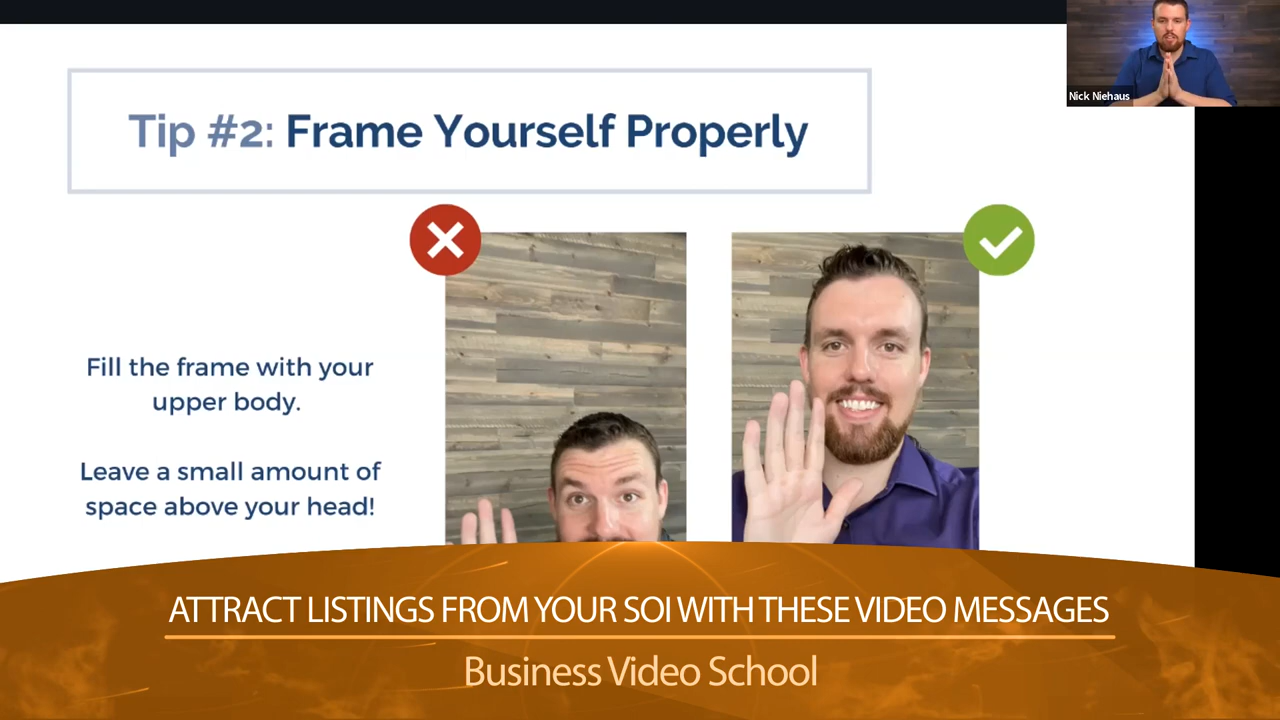 Nick Niehaus
Tip #2: Frame Yourself Properly
Fill the frame with your
upper body.
Leave a small amount of
space above your head!
ATTRACT LISTINGS FROM YOUR SOI WITH THESE VIDEO MESSAGES
Business Video School